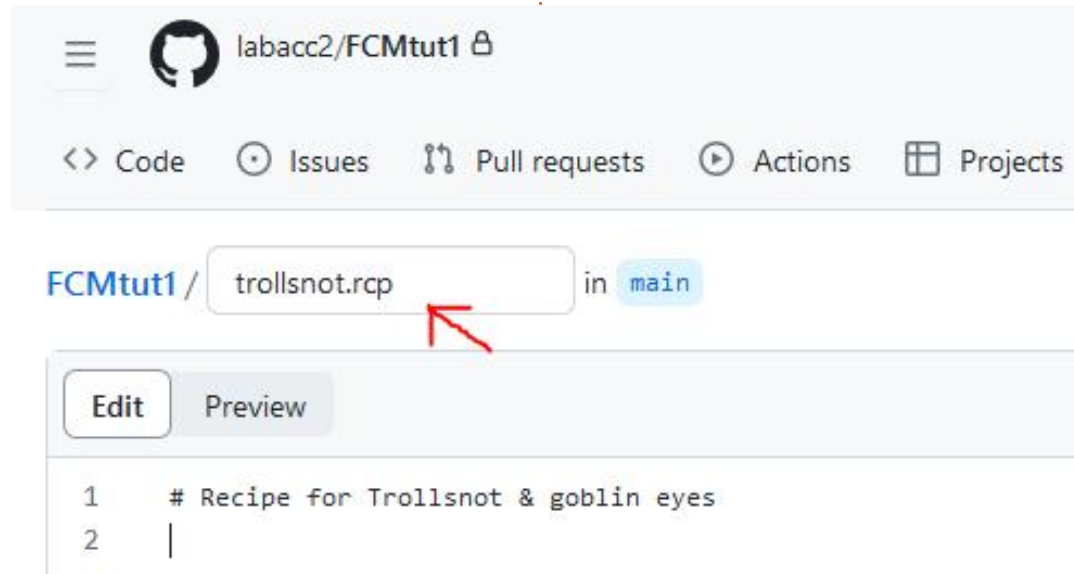 labacc2/FCMtut1
Code Issues Pull requests Actions Projects
FCMtut1 / trollsnot.rcp in main
Edit Preview
1 # Recipe for Trollsnot & goblin eyes
2